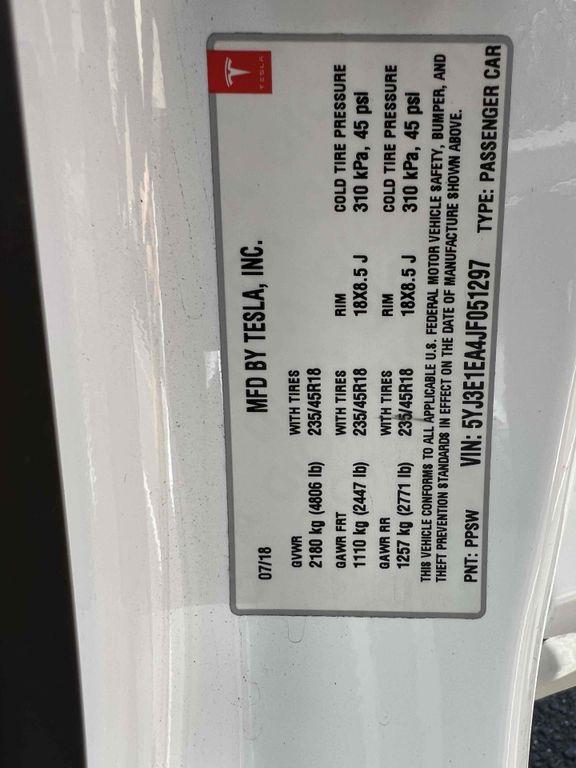 TESLA
MFD BY TESLA, INC.
07/18
GVWR WITH TIRES
2180 kg (4806 lb) 235/45R18
GAWR FRT WITH TIRES RIM COLD TIRE PRESSURE
1110 kg (2447 lb) 235/45R18 18X8.5 J 310 kPa, 45 psi
GAWR RR WITH TIRES RIM COLD TIRE PRESSURE
1257 kg (2771 lb) 235/45R18 18X8.5 J 310 kPa, 45 psi
THIS VEHICLE CONFORMS TO ALL APPLICABLE U.S. FEDERAL MOTOR VEHICLE SAFETY, BUMPER, AND
THEFT PREVENTION STANDARDS IN EFFECT ON THE DATE OF MANUFACTURE SHOWN ABOVE.
PNT: PPSW VIN: 5YJ3E1EA4JF051297 TYPE: PASSENGER CAR